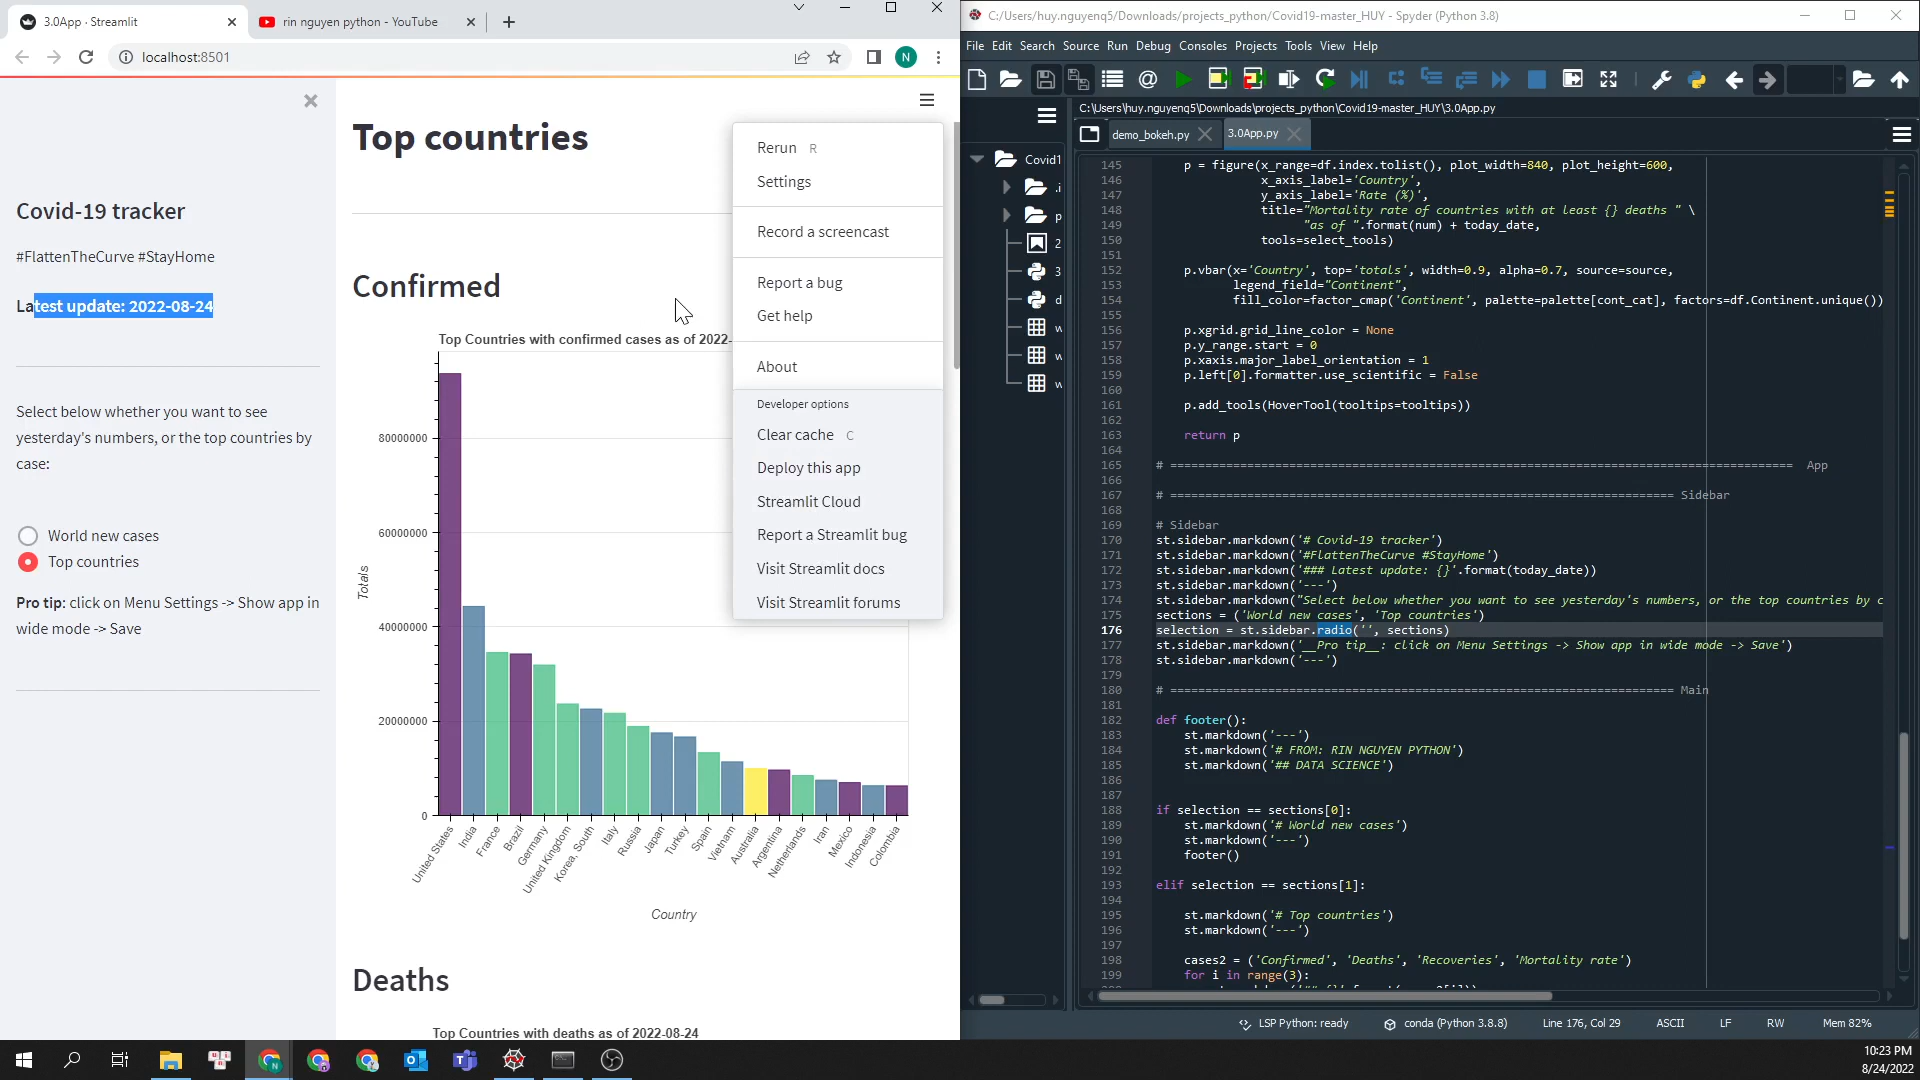 3.0App · Streamlit
rin nguyen python - YouTube
localhost:8501
N
Covid-19 tracker
#FlattenTheCurve #StayHome
Latest update: 2022-08-24
Select below whether you want to see
yesterday's numbers, or the top countries by
case:
World new cases
Top countries
Pro tip: click on Menu Settings -> Show app in
wide mode -> Save
Top countries
Confirmed
Top Countries with confirmed cases as of 2022-
80000000
60000000
40000000
20000000
0
Totals
United States
India
France
Brazil
Germany
United Kingdom
Korea, South
Italy
Russia
Japan
Turkey
Spain
Vietnam
Australia
Argentina
Netherlands
Iran
Mexico
Indonesia
Colombia
Country
Deaths
Top Countries with deaths as of 2022-08-24
Rerun R
Settings
Record a screencast
Report a bug
Get help
About
Developer options
Clear cache C
Deploy this app
Streamlit Cloud
Report a Streamlit bug
Visit Streamlit docs
Visit Streamlit forums
C:/Users/huy.nguyenq5/Downloads/projects_python/Covid19-master_HUY - Spyder (Python 3.8)
File Edit Search Source Run Debug Consoles Projects Tools View Help
C:\Users\huy.nguyenq5\Downloads\projects_python\Covid19-master_HUY\3.0App.py
demo_bokeh.py
3.0App.py
Covid1
.i
p
2
3
d
w
w
w
145 p = figure(x_range=df.index.tolist(), plot_width=840, plot_height=600,
146 x_axis_label='Country',
147 y_axis_label='Rate (%)',
148 title="Mortality rate of countries with at least {} deaths " \
149 "as of ".format(num) + today_date,
150 tools=select_tools)
151
152 p.vbar(x='Country', top='totals', width=0.9, alpha=0.7, source=source,
153 legend_field="Continent",
154 fill_color=factor_cmap('Continent', palette=palette[cont_cat], factors=df.Continent.unique())
155
156 p.xgrid.grid_line_color = None
157 p.y_range.start = 0
158 p.xaxis.major_label_orientation = 1
159 p.left[0].formatter.use_scientific = False
160
161 p.add_tools(HoverTool(tooltips=tooltips))
162
163 return p
164
165 # ========================================================================================= App
166
167 # ======================================================================== Sidebar
168
169 # Sidebar
170 st.sidebar.markdown('# Covid-19 tracker')
171 st.sidebar.markdown('#FlattenTheCurve #StayHome')
172 st.sidebar.markdown('### Latest update: {}'.format(today_date))
173 st.sidebar.markdown('---')
174 st.sidebar.markdown("Select below whether you want to see yesterday's numbers, or the top countries by c
175 sections = ('World new cases', 'Top countries')
176 selection = st.sidebar.radio('', sections)
177 st.sidebar.markdown('__Pro tip__: click on Menu Settings -> Show app in wide mode -> Save')
178 st.sidebar.markdown('---')
179
180 # ======================================================================== Main
181
182 def footer():
183 st.markdown('---')
184 st.markdown('# FROM: RIN NGUYEN PYTHON')
185 st.markdown('## DATA SCIENCE')
186
187
188 if selection == sections[0]:
189 st.markdown('# World new cases')
190 st.markdown('---')
191 footer()
192
193 elif selection == sections[1]:
194
195 st.markdown('# Top countries')
196 st.markdown('---')
197
198 cases2 = ('Confirmed', 'Deaths', 'Recoveries', 'Mortality rate')
199 for i in range(3):
LSP Python: ready
conda (Python 3.8.8)
Line 176, Col 29
ASCII
LF
RW
Mem 82%
10:23 PM
8/24/2022